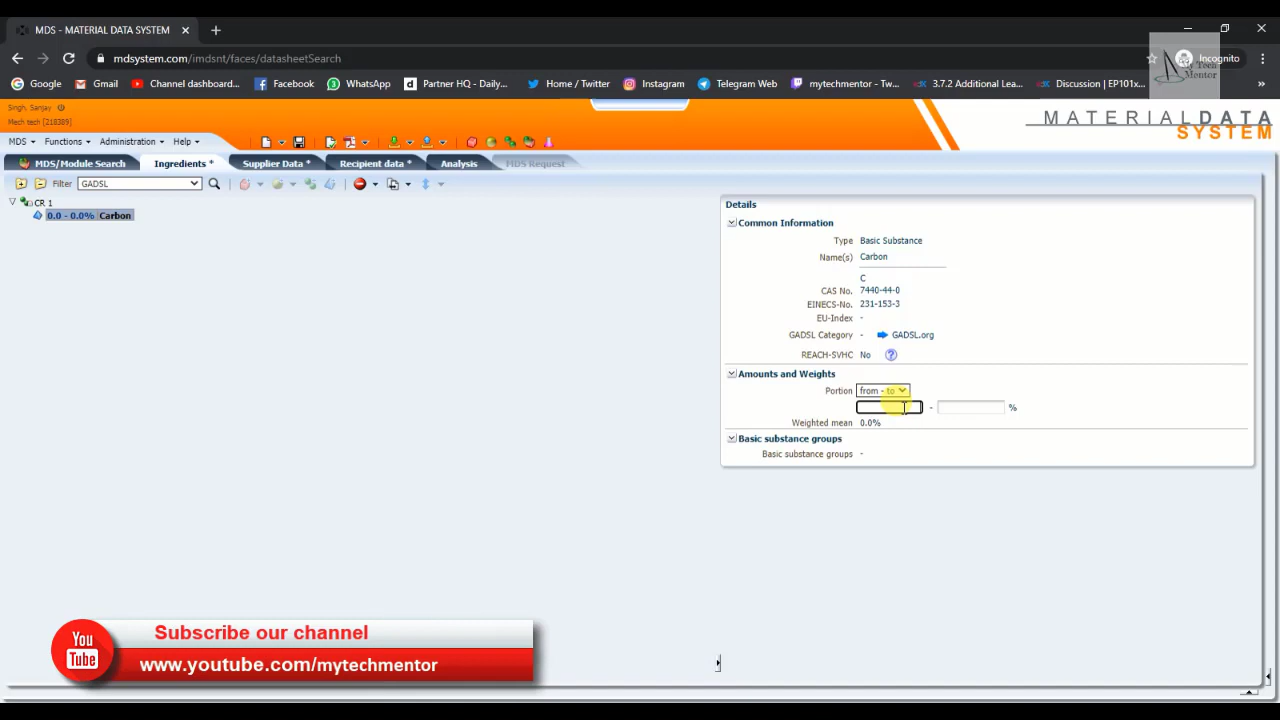 MDS - MATERIAL DATA SYSTEM
mdsystem.com/imdsnt/faces/datasheetSearch
Incognito
My Tech Mentor
Google
Gmail
Channel dashboard...
Facebook
WhatsApp
Partner HQ - Daily...
Home / Twitter
Instagram
Telegram Web
mytechmentor - Tw...
3.7.2 Additional Lea...
Discussion | EP101x...
Singh, Sanjay
Mech tech [218389]
MATERIALDATA
SYSTEM
MDS
Functions
Administration
Help
MDS/Module Search
Ingredients *
Supplier Data *
Recipient data *
Analysis
MDS Request
Filter GADSL
CR 1
0.0 - 0.0% Carbon
Details
Common Information
Type Basic Substance
Name(s) Carbon
C
CAS No. 7440-44-0
EINECS-No. 231-153-3
EU-Index -
GADSL Category - GADSL.org
REACH-SVHC No ?
Amounts and Weights
Portion from - to
- %
Weighted mean 0.0%
Basic substance groups
Basic substance groups -
You
Tube
Subscribe our channel
www.youtube.com/mytechmentor